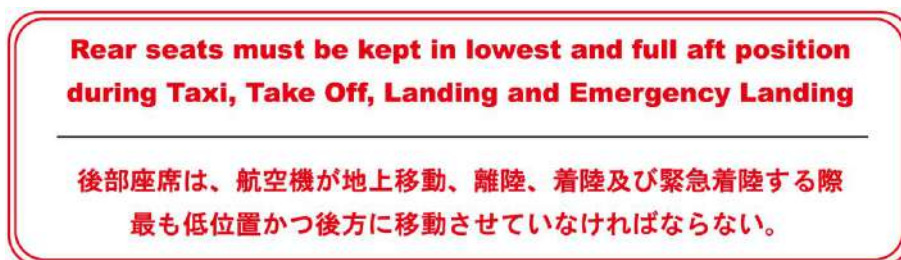 Rear seats must be kept in lowest and full aft position
during Taxi, Take Off, Landing and Emergency Landing
後部座席は、航空機が地上移動、離陸、着陸及び緊急着陸する際
最も低位置かつ後方に移動させていなければならない。